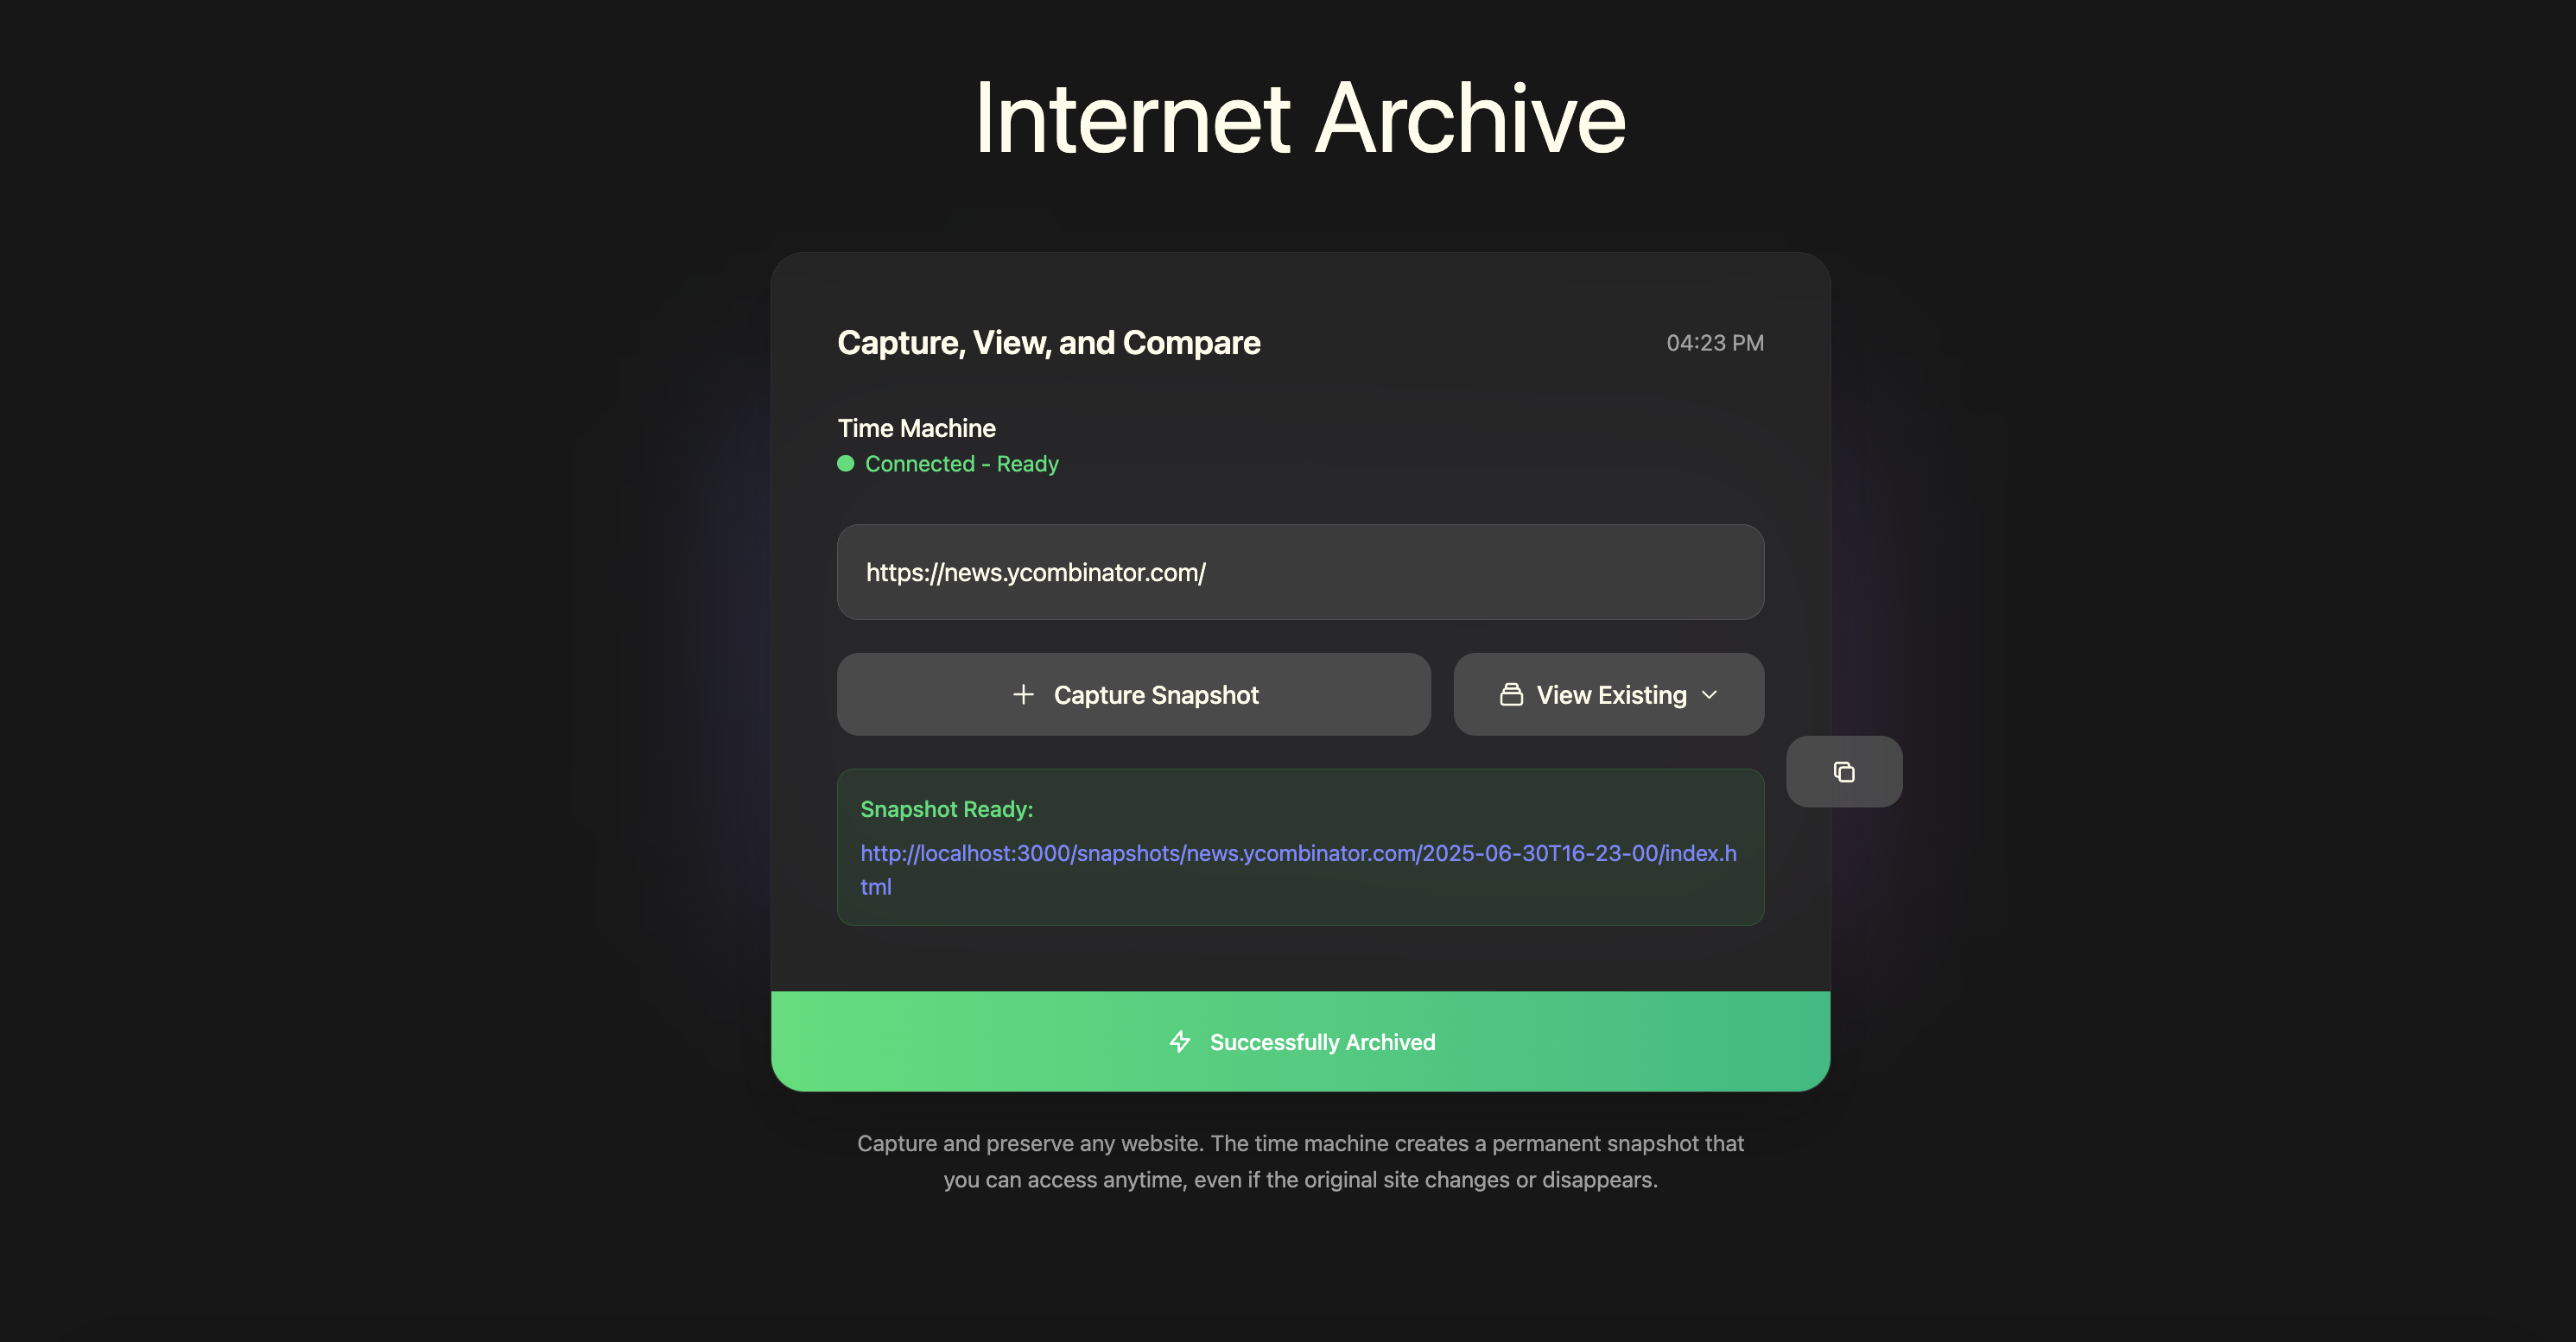 Internet Archive
Capture, View, and Compare
04:23 PM
Time Machine
Connected - Ready
https://news.ycombinator.com/
Capture Snapshot
View Existing
Snapshot Ready:
http://localhost:3000/snapshots/news.ycombinator.com/2025-06-30T16-23-00/index.h
tml
Successfully Archived
Capture and preserve any website. The time machine creates a permanent snapshot that
you can access anytime, even if the original site changes or disappears.